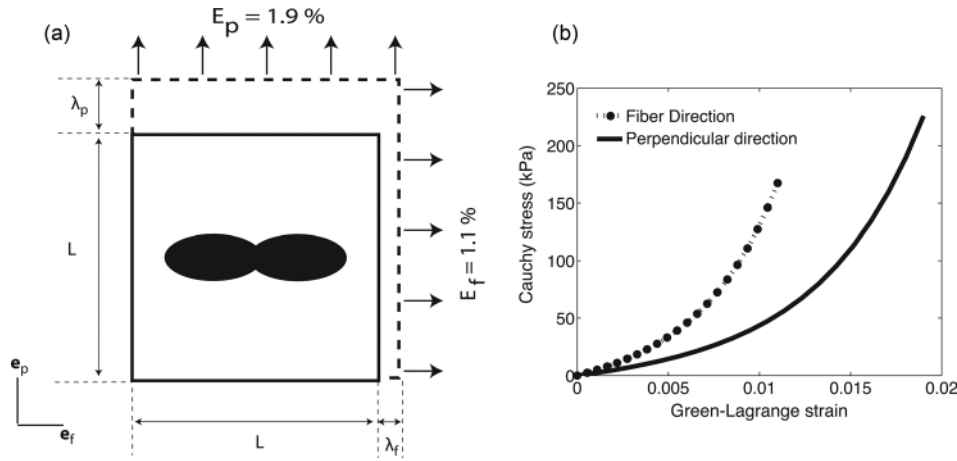 (a)
E_p = 1.9 %
λ_p
L
E_f = 1.1 %
e_p
e_f
L
λ_f
(b)
250
200
150
100
50
0
Cauchy stress (kPa)
Fiber Direction
Perpendicular direction
0
0.005
0.01
0.015
0.02
Green-Lagrange strain